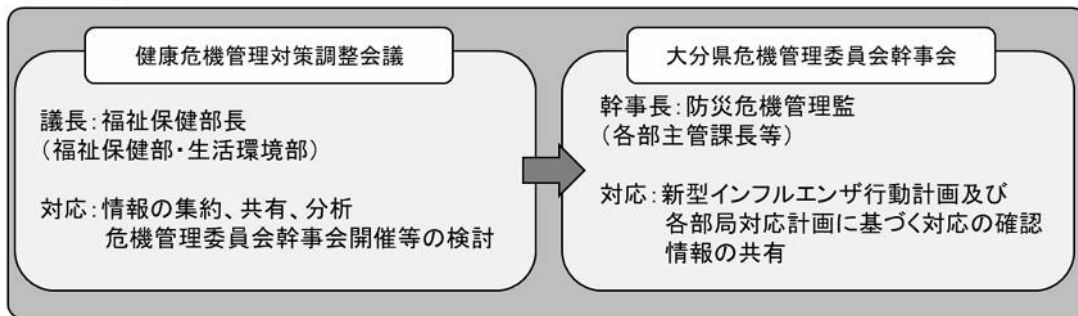 健康危機管理対策調整会議
議長：福祉保健部長
（福祉保健部・生活環境部）
対応：情報の集約、共有、分析
危機管理委員会幹事会開催等の検討
大分県危機管理委員会幹事会
幹事長：防災危機管理監
（各部主管課長等）
対応：新型インフルエンザ行動計画及び
各部局対応計画に基づく対応の確認
情報の共有